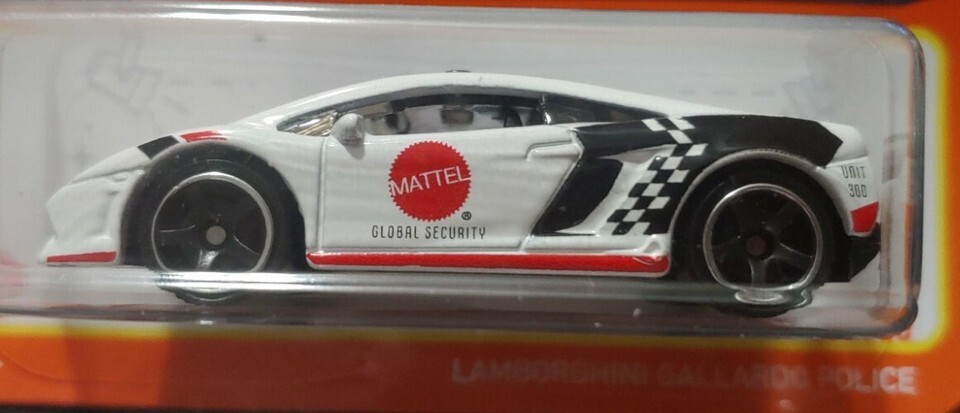 MATTEL
®
GLOBAL SECURITY
UNIT
300
LAMBORGHINI GALLARDO POLICE